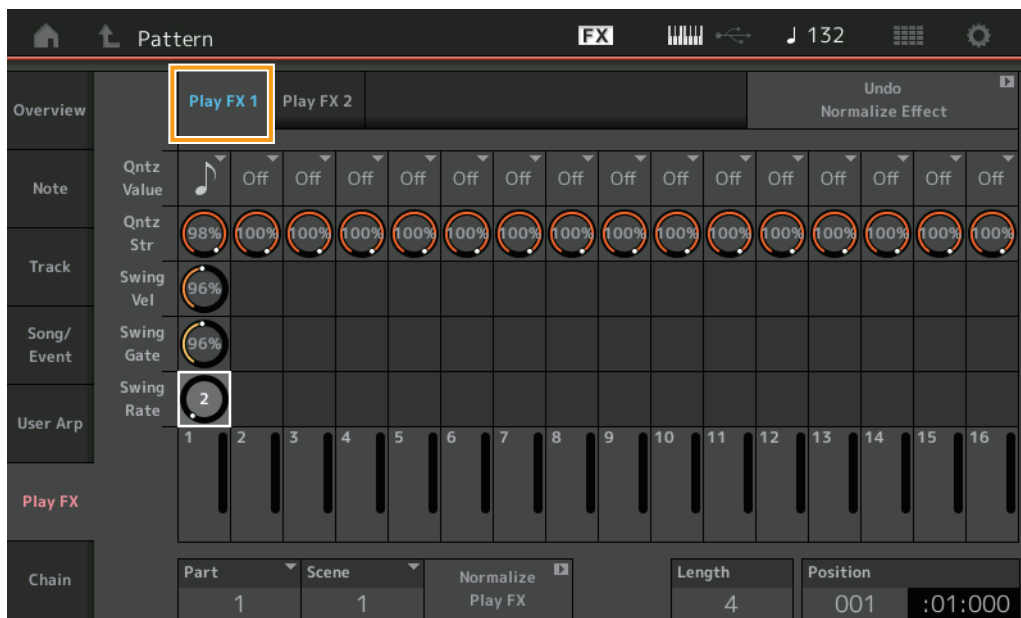 Pattern FX ♩ 132
Play FX 1 Play FX 2 Undo
Normalize Effect
Overview
Note
Track
Song/
Event
User Arp
Play FX
Chain
Qntz
Value Off Off Off Off Off Off Off Off Off Off Off Off Off Off Off
Qntz
Str 98% 100% 100% 100% 100% 100% 100% 100% 100% 100% 100% 100% 100% 100% 100% 100%
Swing
Vel 96%
Swing
Gate 96%
Swing
Rate 2
1 2 3 4 5 6 7 8 9 10 11 12 13 14 15 16
Part Scene Normalize Length Position
1 1 Play FX 4 001 :01:000